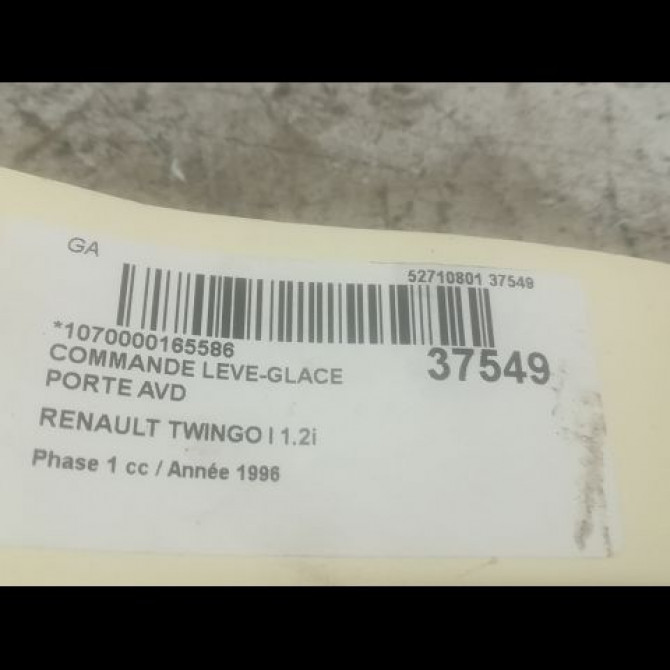 GA
52710801 37549
*1070000165586
37549
COMMANDE LEVE-GLACE
PORTE AVD
RENAULT TWINGO I 1.2i
Phase 1 cc / Année 1996